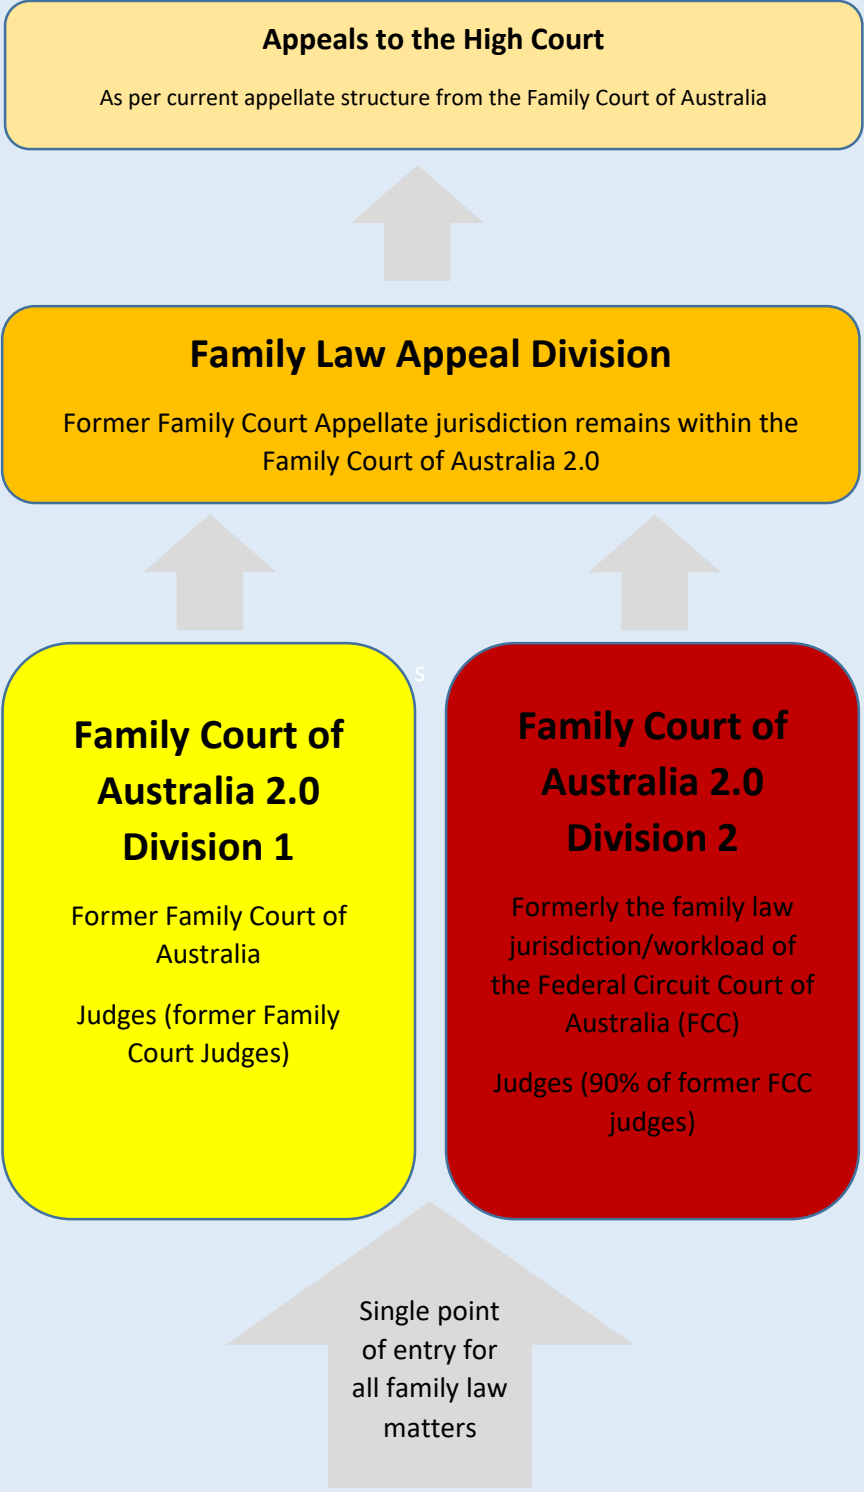 Appeals to the High Court
As per current appellate structure from the Family Court of Australia
Family Law Appeal Division
Former Family Court Appellate jurisdiction remains within the
Family Court of Australia 2.0
s
Family Court of
Australia 2.0
Division 1
Former Family Court of
Australia
Judges (former Family
Court Judges)
Family Court of
Australia 2.0
Division 2
Formerly the family law
jurisdiction/workload of
the Federal Circuit Court of
Australia (FCC)
Judges (90% of former FCC
judges)
Single point
of entry for
all family law
matters